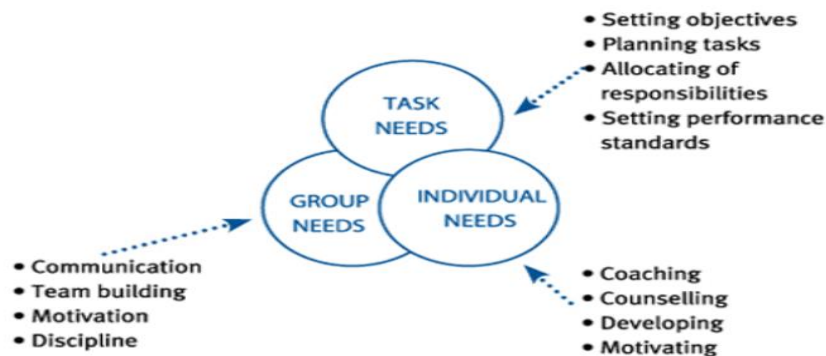 • Setting objectives
• Planning tasks
• Allocating of
responsibilities
• Setting performance
standards
TASK
NEEDS
GROUP
NEEDS
INDIVIDUAL
NEEDS
• Communication
• Team building
• Motivation
• Discipline
• Coaching
• Counselling
• Developing
• Motivating